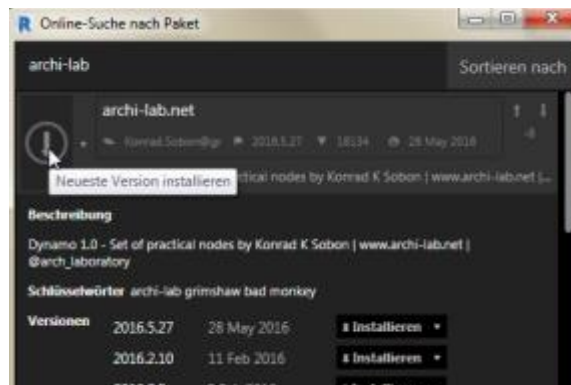 Online-Suche nach Paket
archi-lab
Sortieren nach
archi-lab.net
2016.5.27 18134 28 May 2016
Neueste Version installieren
nodes by Konrad K Sobon | www.archi-lab.net |...
Beschreibung
Dynamo 1.0 - Set of practical nodes by Konrad K Sobon | www.archi-lab.net |
@arch_laboratory
Schlüsselwörter archi-lab grimshaw bad monkey
Versionen 2016.5.27 28 May 2016 Installieren
2016.2.10 11 Feb 2016 Installieren